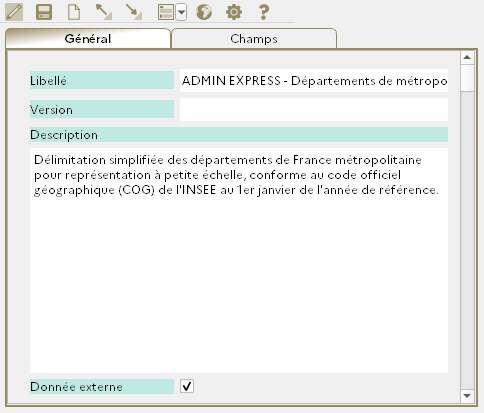 Général
Champs
Libellé
ADMIN EXPRESS - Départements de métropo
Version
Description
Délimitation simplifiée des départements de France métropolitaine
pour représentation à petite échelle, conforme au code officiel
géographique (COG) de l'INSEE au 1er janvier de l'année de référence.
Donnée externe